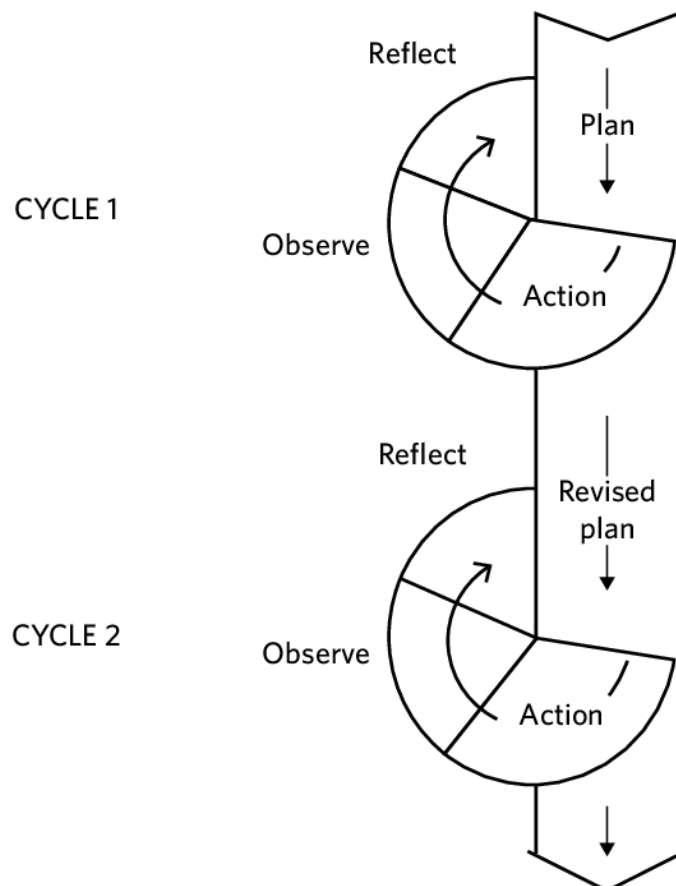 Reflect
Plan
CYCLE 1
Observe
Action
Reflect
Revised
plan
CYCLE 2
Observe
Action